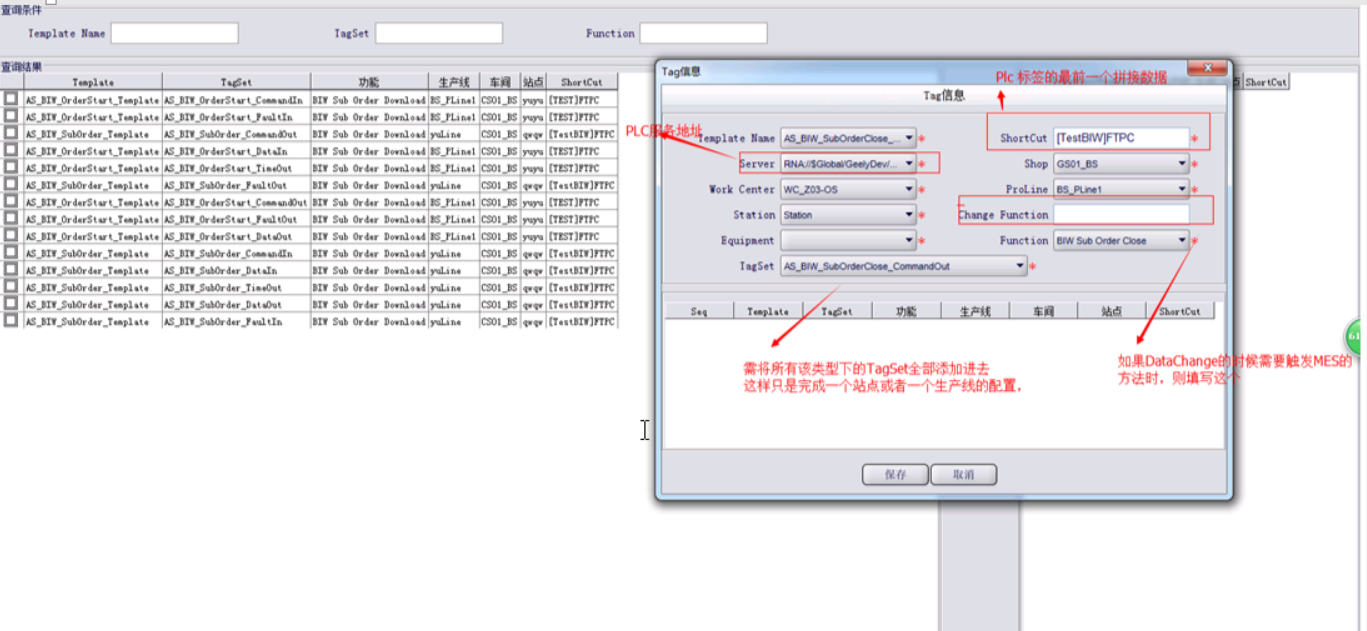 查询条件
Template Name TagSet Function
查询结果
Template TagSet 功能 生产线 车间 站点 ShortCut
AS_BIW_OrderStart_Template AS_BIW_OrderStart_CommandIn BIW Sub Order Download BS_PLine1 CS01_BS yuyu [TEST]FTPC
AS_BIW_OrderStart_Template AS_BIW_OrderStart_FaultIn BIW Sub Order Download BS_PLine1 CS01_BS yuyu [TEST]FTPC
AS_BIW_SubOrder_Template AS_BIW_SubOrder_CommandOut BIW Sub Order Download yuLine CS01_BS qwqw [TestBIW]FTPC
AS_BIW_OrderStart_Template AS_BIW_OrderStart_DataIn BIW Sub Order Download BS_PLine1 CS01_BS yuyu [TEST]FTPC
AS_BIW_OrderStart_Template AS_BIW_OrderStart_TimeOut BIW Sub Order Download BS_PLine1 CS01_BS yuyu [TEST]FTPC
AS_BIW_SubOrder_Template AS_BIW_SubOrder_FaultOut BIW Sub Order Download yuLine CS01_BS qwqw [TestBIW]FTPC
AS_BIW_OrderStart_Template AS_BIW_OrderStart_CommandOut BIW Sub Order Download BS_PLine1 CS01_BS yuyu [TEST]FTPC
AS_BIW_OrderStart_Template AS_BIW_OrderStart_FaultOut BIW Sub Order Download BS_PLine1 CS01_BS yuyu [TEST]FTPC
AS_BIW_OrderStart_Template AS_BIW_OrderStart_DataOut BIW Sub Order Download BS_PLine1 CS01_BS yuyu [TEST]FTPC
AS_BIW_SubOrder_Template AS_BIW_SubOrder_CommandIn BIW Sub Order Download yuLine CS01_BS qwqw [TestBIW]FTPC
AS_BIW_SubOrder_Template AS_BIW_SubOrder_DataIn BIW Sub Order Download yuLine CS01_BS qwqw [TestBIW]FTPC
AS_BIW_SubOrder_Template AS_BIW_SubOrder_TimeOut BIW Sub Order Download yuLine CS01_BS qwqw [TestBIW]FTPC
AS_BIW_SubOrder_Template AS_BIW_SubOrder_DataOut BIW Sub Order Download yuLine CS01_BS qwqw [TestBIW]FTPC
AS_BIW_SubOrder_Template AS_BIW_SubOrder_FaultIn BIW Sub Order Download yuLine CS01_BS qwqw [TestBIW]FTPC
Tag信息
Plc 标签的最前一个拼接数据
点 ShortCut
Tag信息
PLC服务地址
Template Name AS_BIW_SubOrderClose_... * ShortCut [TestBIW]FTPC *
Server RNA://$Global/GeelyDev/... * Shop GS01_BS *
Work Center WC_Z03-OS * ProLine BS_PLine1 *
Station Station * Change Function
Equipment * Function BIW Sub Order Close *
TagSet AS_BIW_SubOrderClose_CommandOut *
Seq Template TagSet 功能 生产线 车间 站点 ShortCut
需将所有该类型下的TagSet全部添加进去
这样只是完成一个站点或者一个生产线的配置,
如果DataChange的时候需要触发MES的
方法时，则填写这个
保存 取消
61